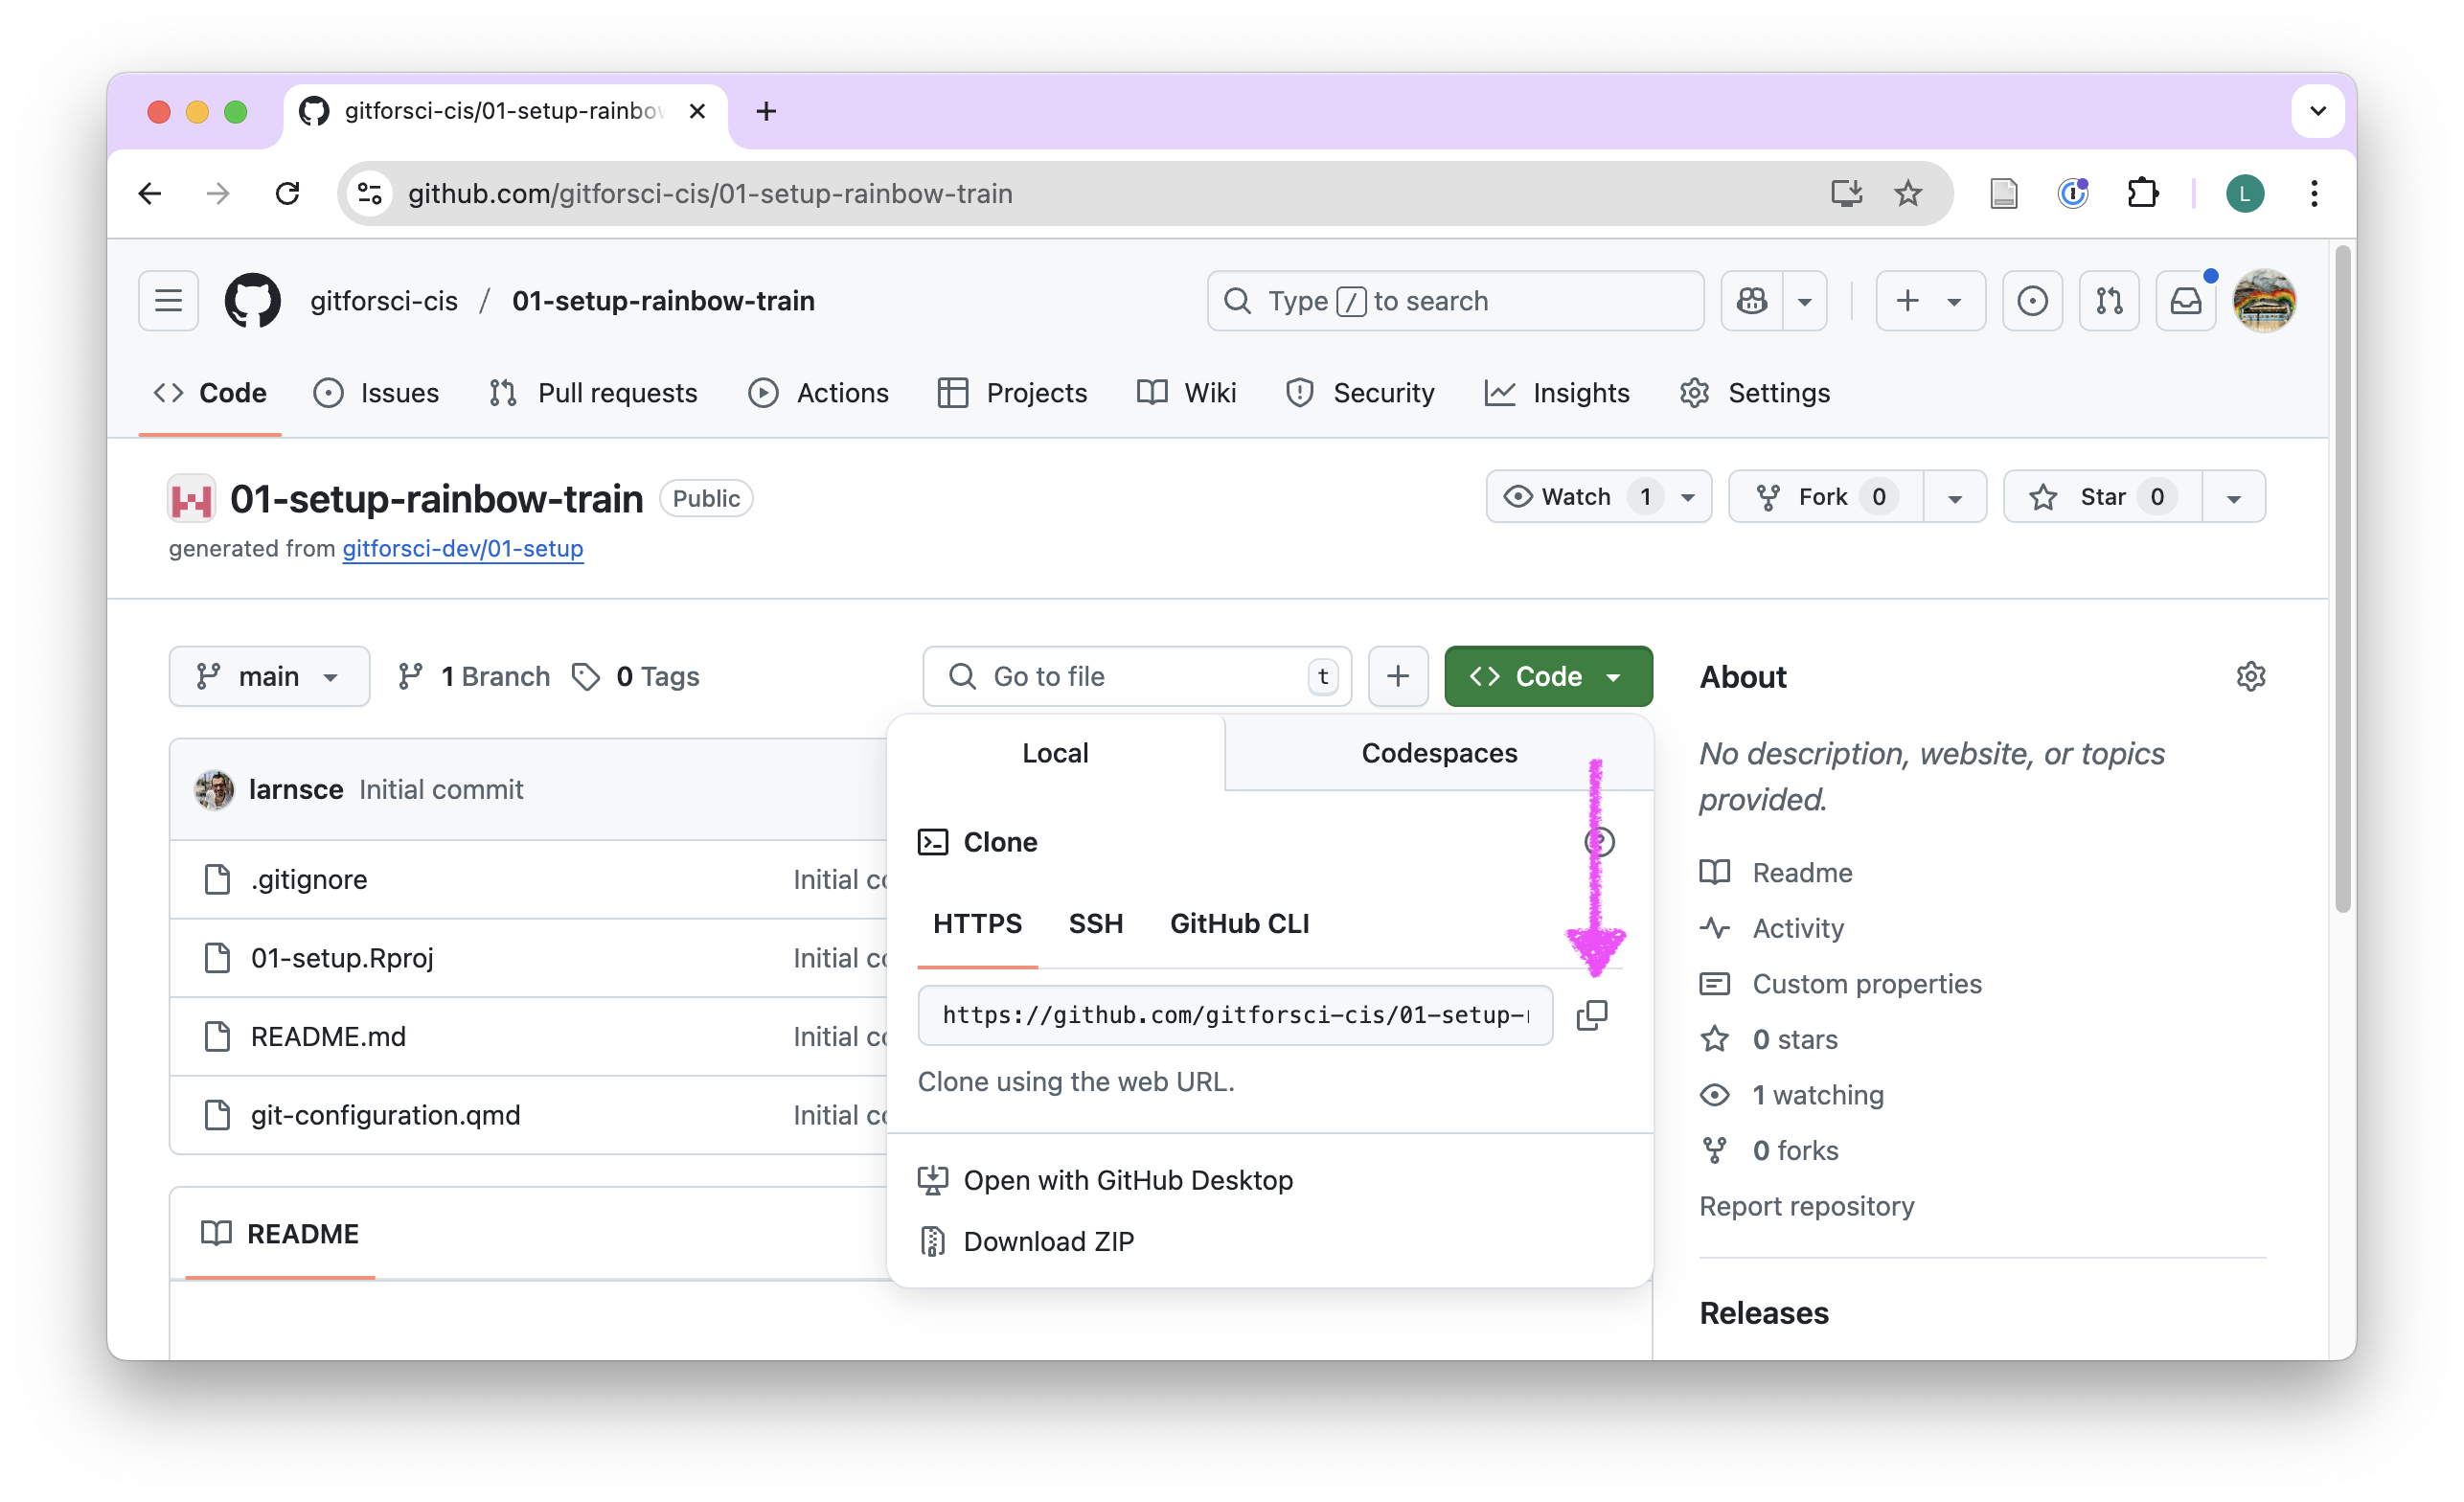 gitforsci-cis/01-setup-rainbow
github.com/gitforsci-cis/01-setup-rainbow-train
L
gitforsci-cis / 01-setup-rainbow-train
Type / to search
Code
Issues
Pull requests
Actions
Projects
Wiki
Security
Insights
Settings
01-setup-rainbow-train
Public
Watch 1
Fork 0
Star 0
generated from gitforsci-dev/01-setup
main
1 Branch
0 Tags
Go to file
t
Code
larnsce Initial commit
.gitignore
Initial co
01-setup.Rproj
Initial co
README.md
Initial co
git-configuration.qmd
Initial co
README
Local
Codespaces
Clone
HTTPS
SSH
GitHub CLI
https://github.com/gitforsci-cis/01-setup-r
Clone using the web URL.
Open with GitHub Desktop
Download ZIP
About
No description, website, or topics
provided.
Readme
Activity
Custom properties
0 stars
1 watching
0 forks
Report repository
Releases